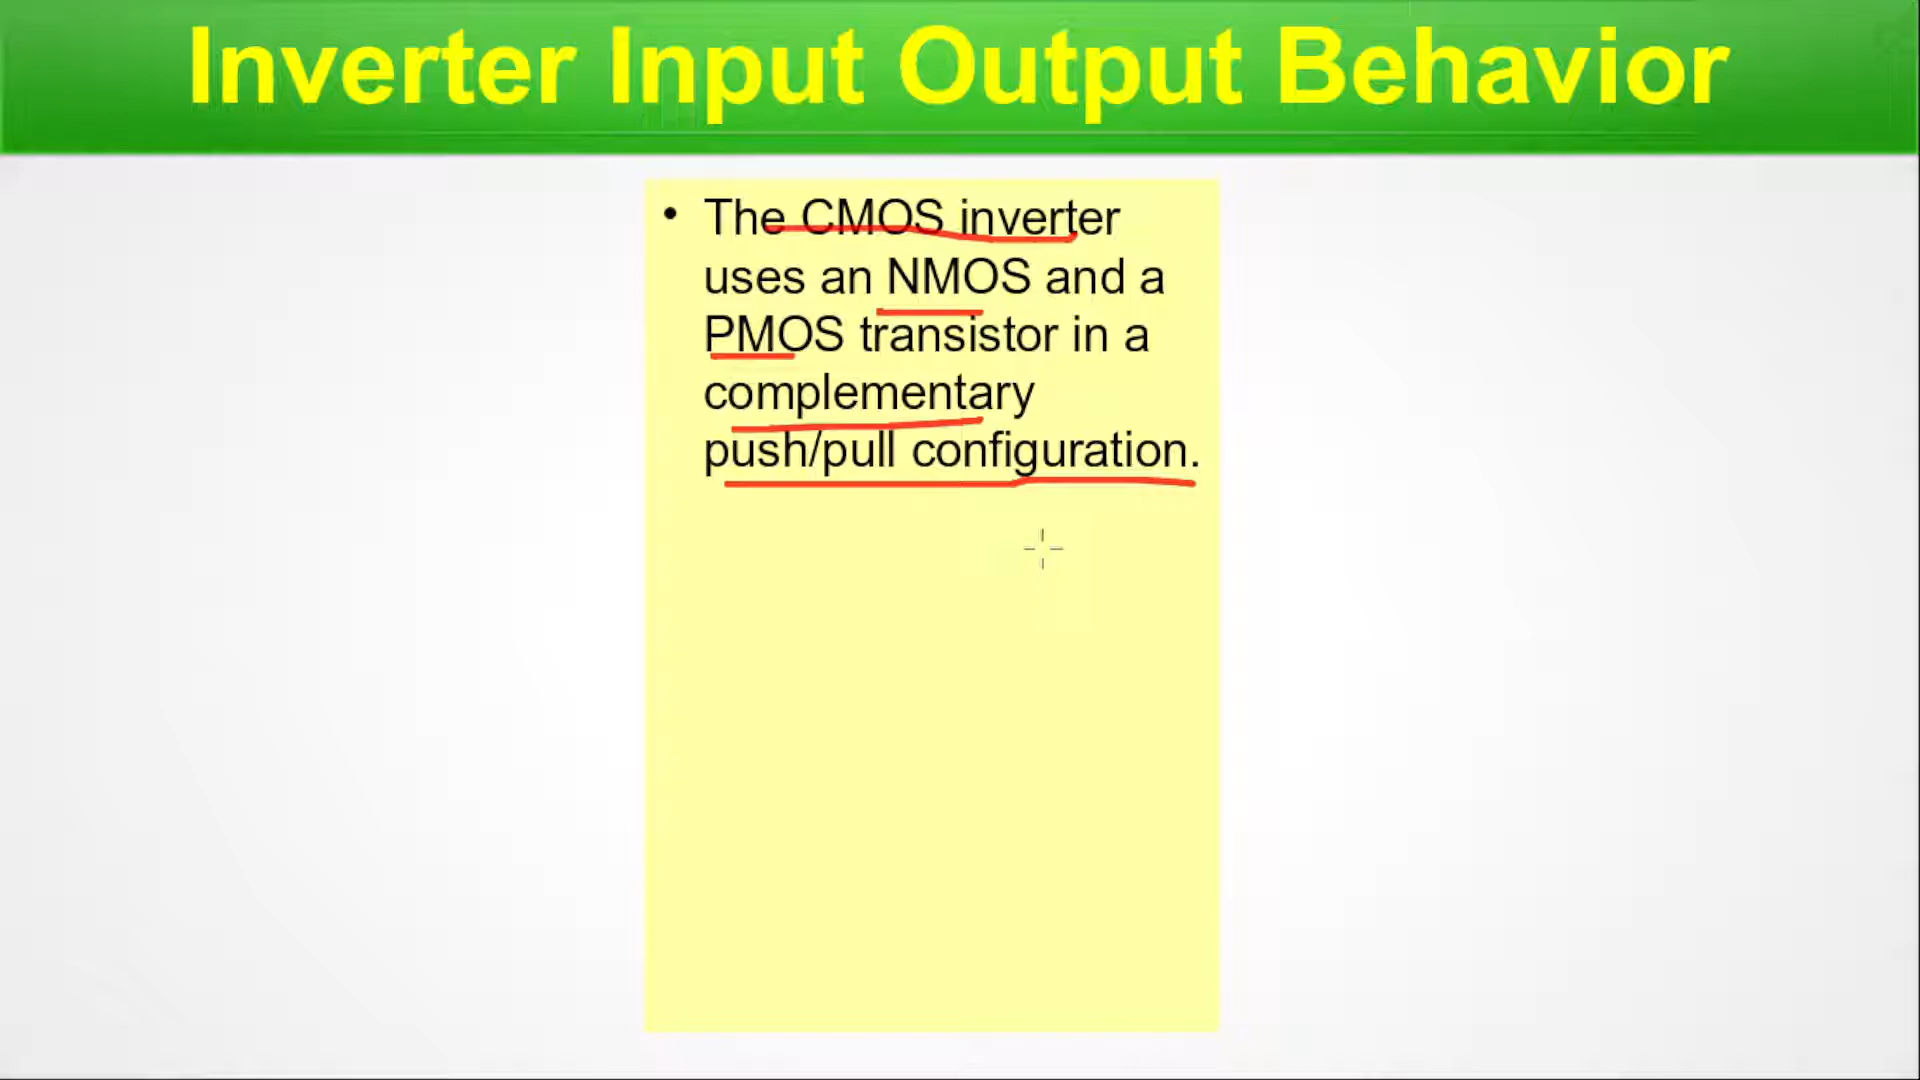 Inverter Input Output Behavior
• The CMOS inverter
uses an NMOS and a
PMOS transistor in a
complementary
push/pull configuration.